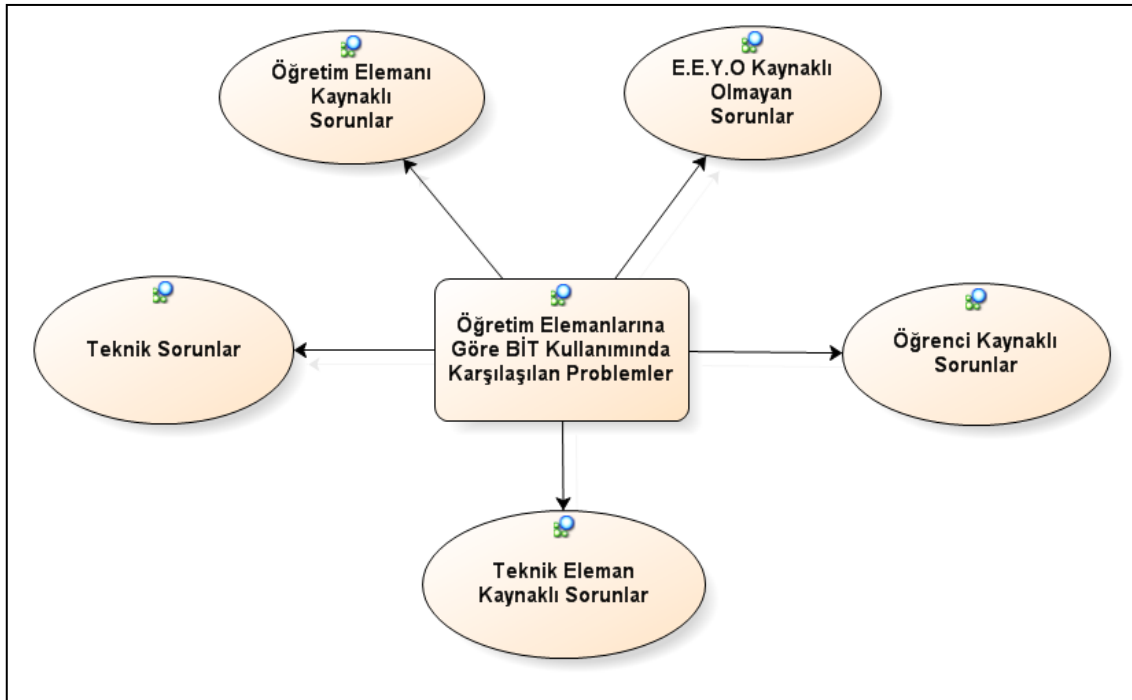 Öğretim Elemanı
Kaynaklı
Sorunlar
E.E.Y.O Kaynaklı
Olmayan
Sorunlar
Teknik Sorunlar
Öğretim Elemanlarına
Göre BİT Kullanımında
Karşılaşılan Problemler
Öğrenci Kaynaklı
Sorunlar
Teknik Eleman
Kaynaklı Sorunlar